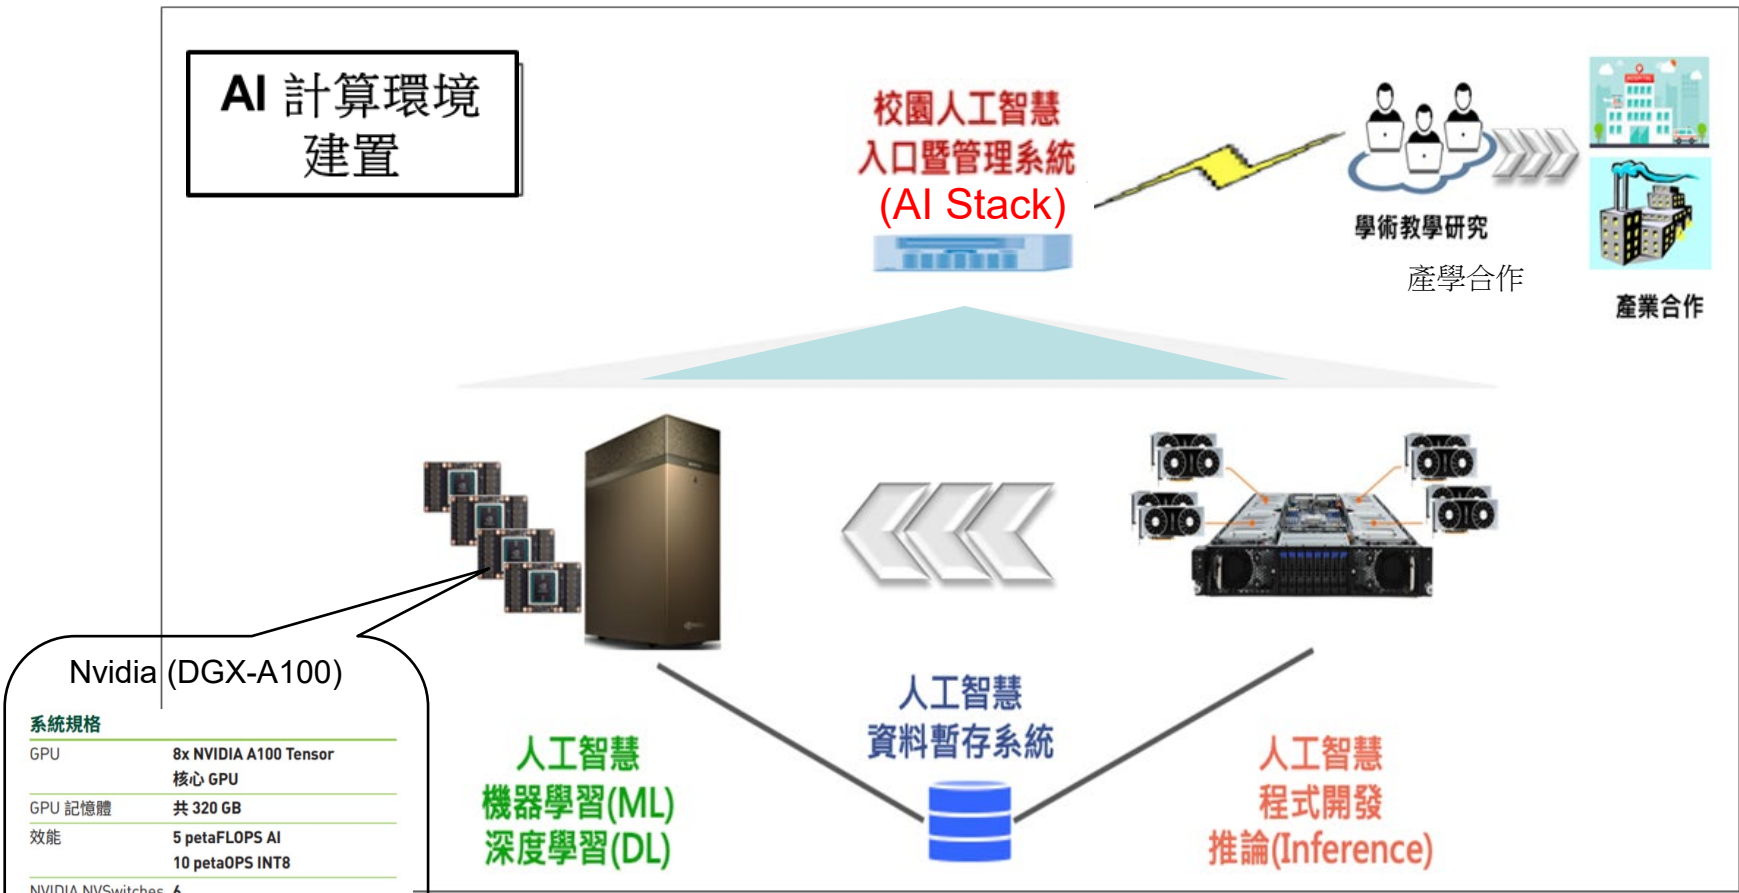 AI 計算環境
建置
校園人工智慧
入口暨管理系統
(AI Stack)
HOSPITAL
學術教學研究
產學合作
產業合作
Nvidia (DGX-A100)
系統規格
GPU 8x NVIDIA A100 Tensor
核心 GPU
GPU 記憶體 共 320 GB
效能 5 petaFLOPS AI
10 petaOPS INT8
NVIDIA NVSwitches 6
人工智慧
機器學習(ML)
深度學習(DL)
人工智慧
資料暫存系統
人工智慧
程式開發
推論(Inference)